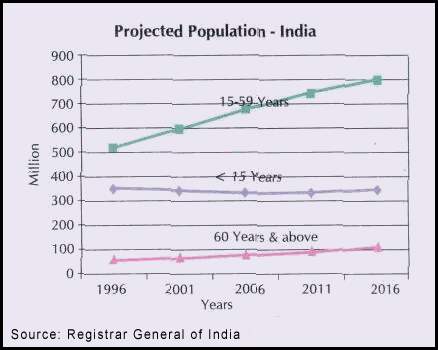 Projected Population - India
900
800
700
600
500
400
300
200
100
0
Million
15-59 Years
< 15 Years
60 Years & above
1996 2001 2006 2011 2016
Years
Source: Registrar General of India